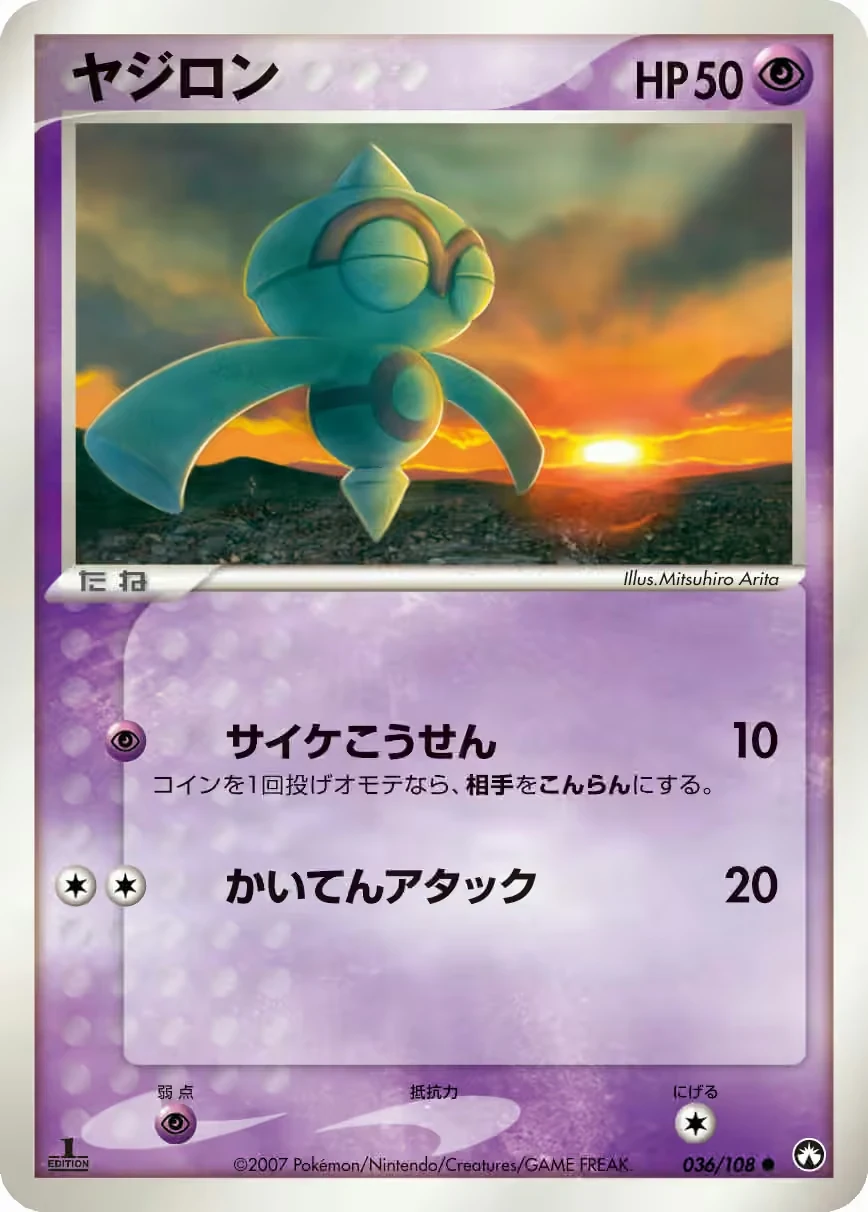 ヤジロン HP50
たね Illus.Mitsuhiro Arita
サイケこうせん 10
コインを1回投げオモテなら、相手をこんらんにする。
かいてんアタック 20
弱点 抵抗力 にげる
1 EDITION ©2007 Pokémon/Nintendo/Creatures/GAME FREAK. 036/108 ●